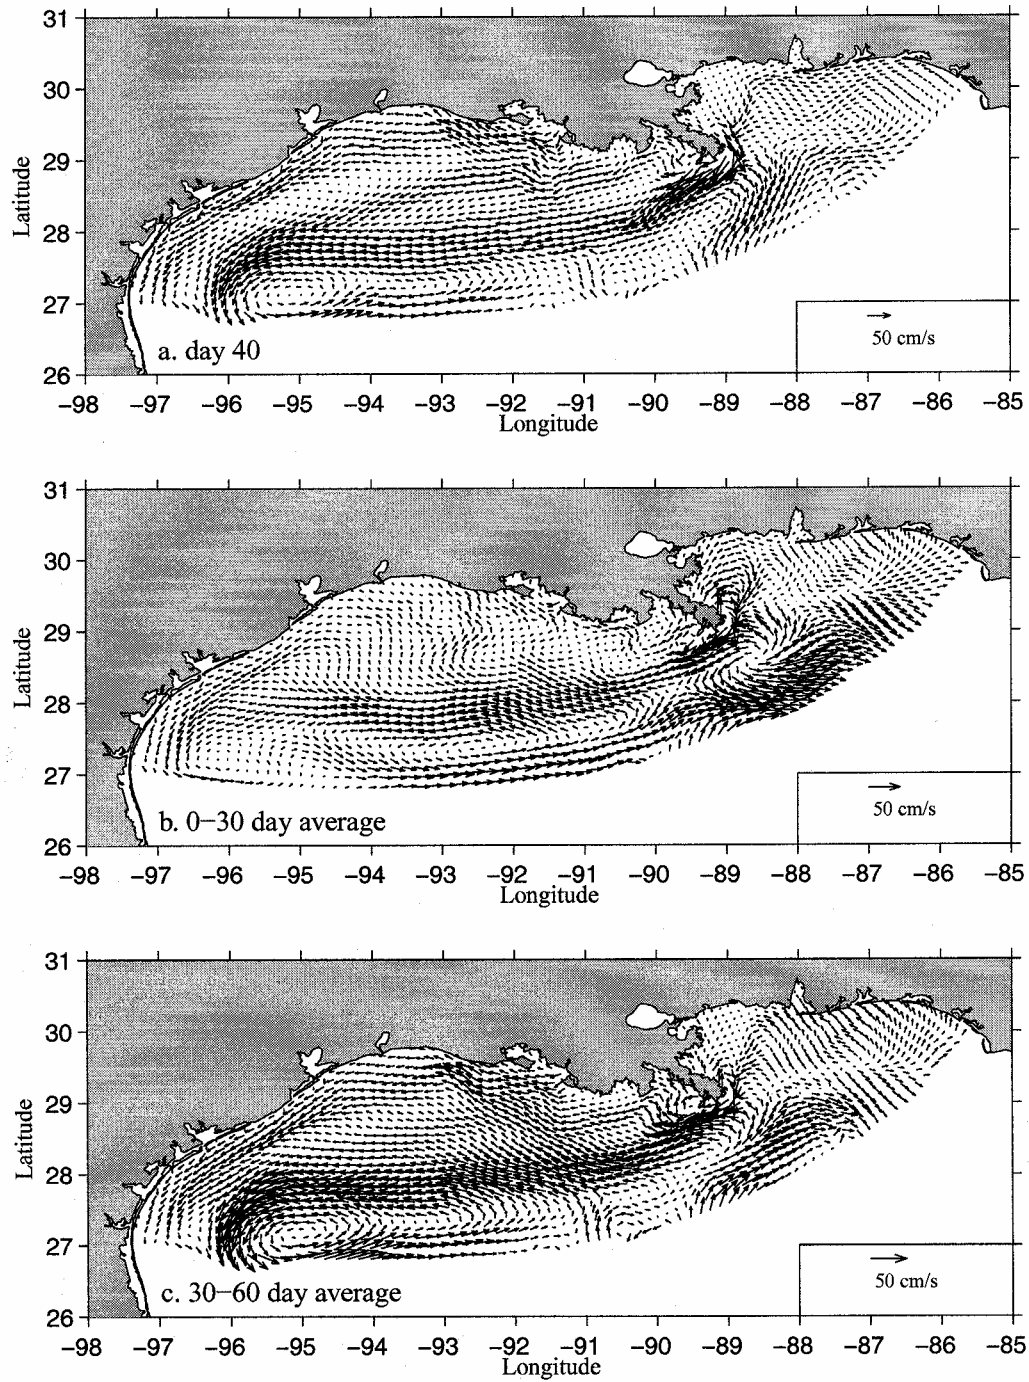 31
30
29
28
27
26
Latitude
a. day 40
50 cm/s
−98 −97 −96 −95 −94 −93 −92 −91 −90 −89 −88 −87 −86 −85
Longitude
31
30
29
28
27
26
Latitude
b. 0−30 day average
50 cm/s
−98 −97 −96 −95 −94 −93 −92 −91 −90 −89 −88 −87 −86 −85
Longitude
31
30
29
28
27
26
Latitude
c. 30−60 day average
50 cm/s
−98 −97 −96 −95 −94 −93 −92 −91 −90 −89 −88 −87 −86 −85
Longitude